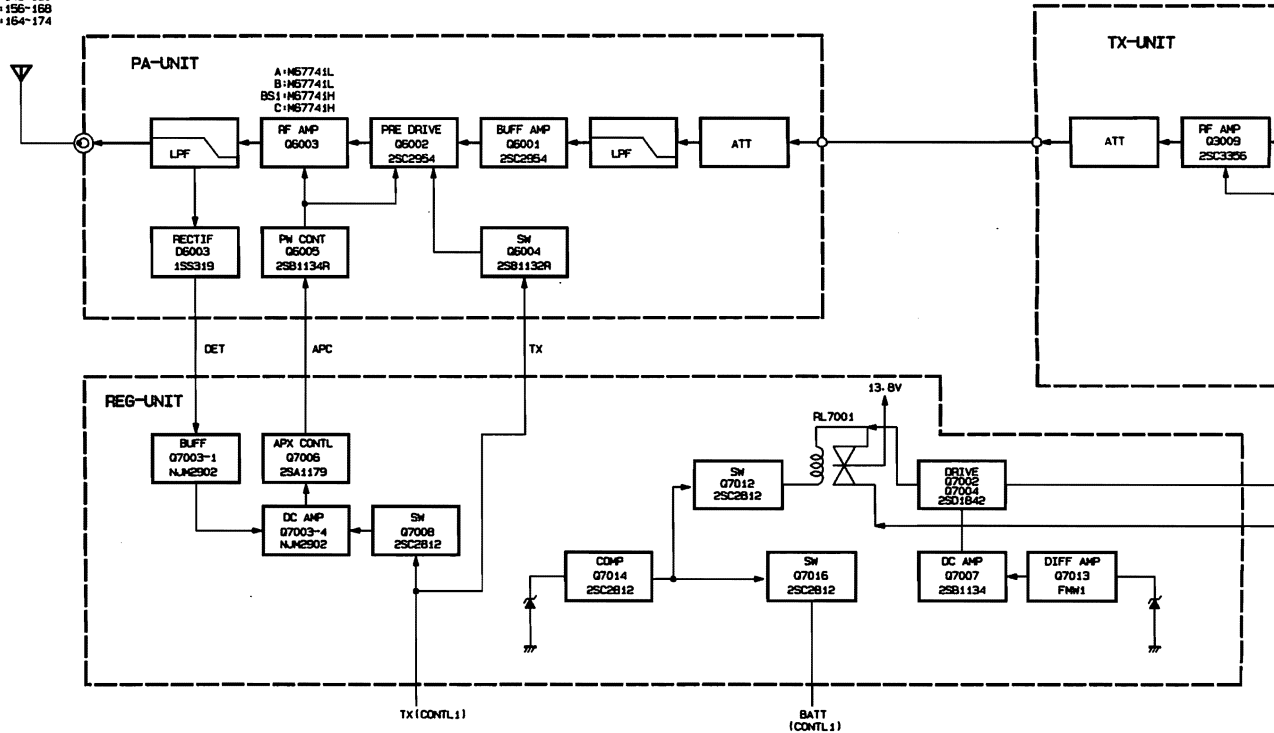 :156-168
:164-174
PA-UNIT
TX-UNIT
A:M67741L
B:M67741L
BS1:M67741H
C:M67741H
LPF
RF AMP
Q6003
PRE DRIVE
Q6002
2SC2954
BUFF AMP
Q6001
2SC2954
LPF
ATT
ATT
RF AMP
Q3009
2SC3356
RECTIF
D6003
1SS319
PW CONT
Q6005
2SB1134R
SW
Q6004
2SB1132R
DET
APC
TX
REG-UNIT
13.8V
RL7001
BUFF
Q7003-1
NJM2902
APX CONTL
Q7006
2SA1179
SW
Q7012
2SC2812
DRIVE
Q7002
Q7004
2SD1842
DC AMP
Q7003-4
NJM2902
SW
Q7008
2SC2812
COMP
Q7014
2SC2812
SW
Q7016
2SC2812
DC AMP
Q7007
2SB1134
DIFF AMP
Q7013
FMW1
TX(CONTL1)
BATT
(CONTL1)